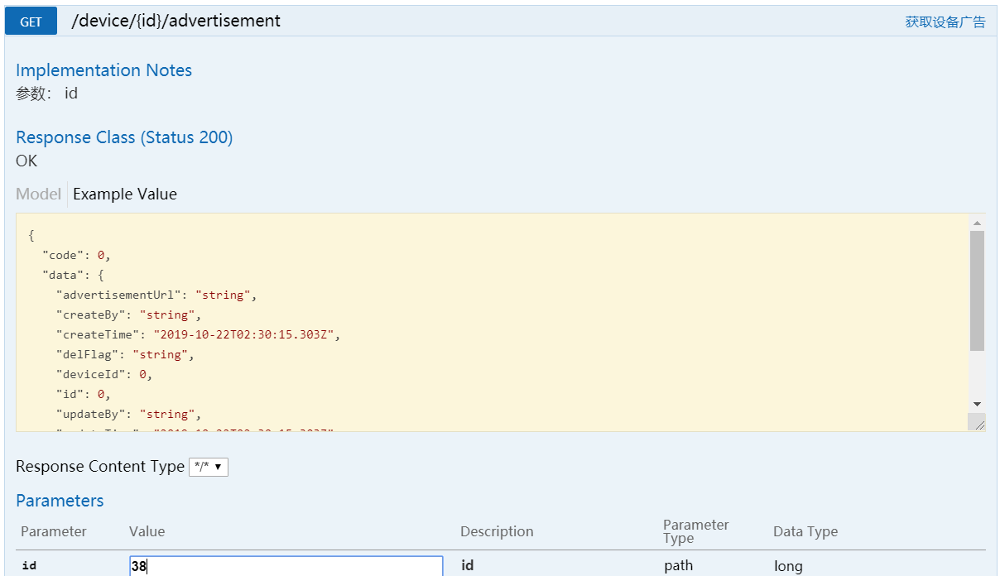 GET /device/{id}/advertisement 获取设备广告
Implementation Notes
参数： id
Response Class (Status 200)
OK
Model Example Value
{
"code": 0,
"data": {
"advertisementUrl": "string",
"createBy": "string",
"createTime": "2019-10-22T02:30:15.303Z",
"delFlag": "string",
"deviceId": 0,
"id": 0,
"updateBy": "string",
Response Content Type */*
Parameters
Parameter Value Description Parameter Type Data Type
id 38 id path long